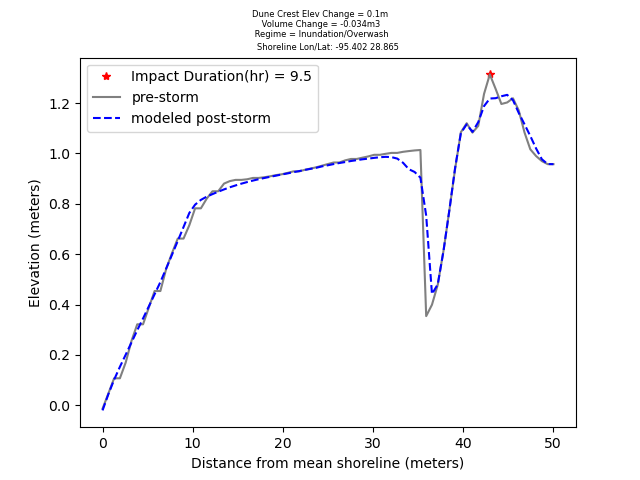 Dune Crest Elev Change = 0.1m
Volume Change = -0.034m3
Regime = Inundation/Overwash
Shoreline Lon/Lat: -95.402 28.865
Impact Duration(hr) = 9.5
pre-storm
modeled post-storm
1.2
1.0
0.8
0.6
0.4
0.2
0.0
Elevation (meters)
0 10 20 30 40 50
Distance from mean shoreline (meters)